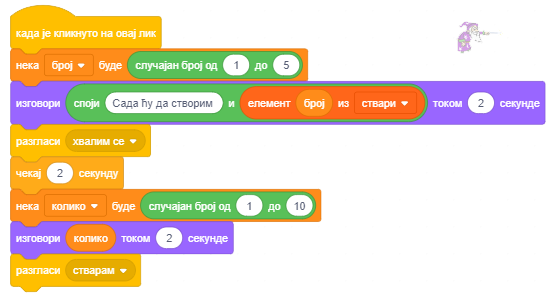 када је кликнуто на овај лик
нека број буде случајан број од 1 до 5
изговори споји Сада ћу да створим и елемент број из ствари током 2 секунде
разгласи хвалим се
чекај 2 секунду
нека колико буде случајан број од 1 до 10
изговори колико током 2 секунде
разгласи стварам